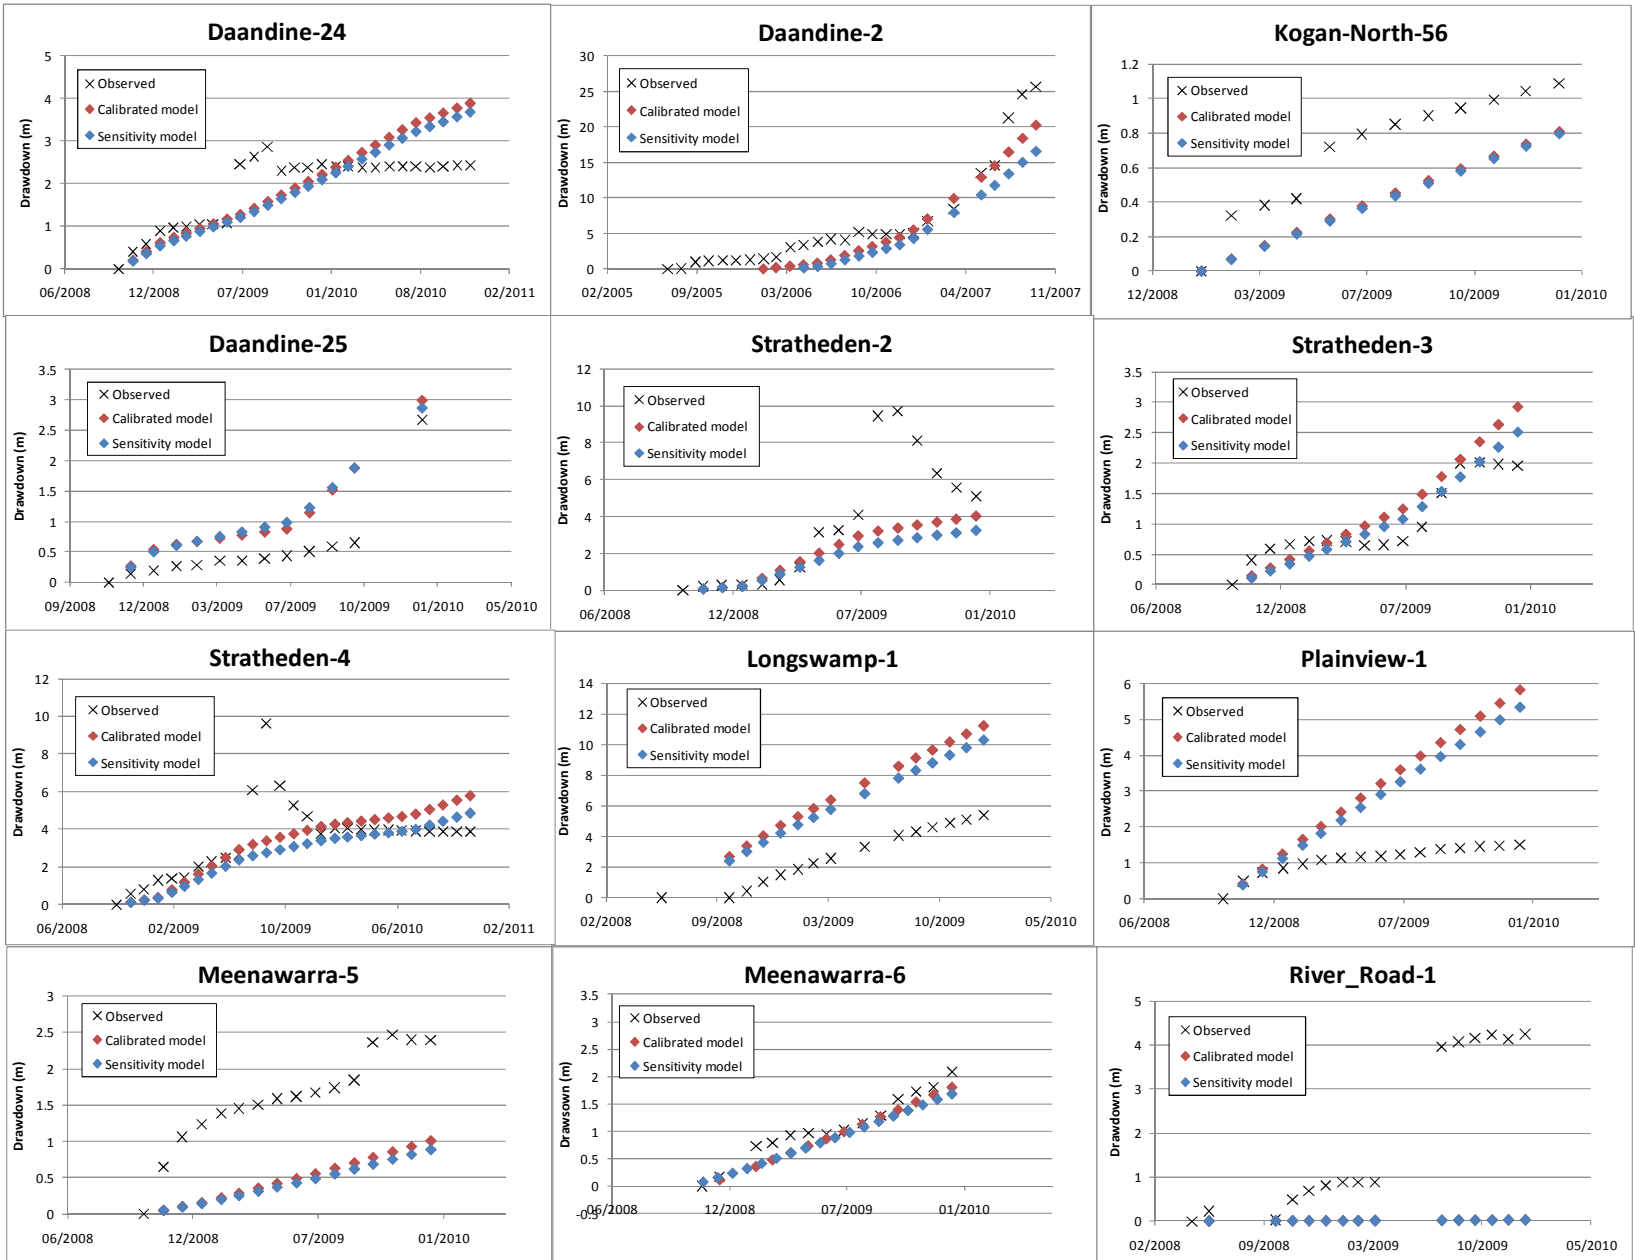 Daandine-24
Drawdown (m)
5
4
3
2
1
0
Observed
Calibrated model
Sensitivity model
06/2008 12/2008 07/2009 01/2010 08/2010 02/2011
Daandine-2
Drawdown (m)
30
25
20
15
10
5
0
Observed
Calibrated model
Sensitivity model
02/2005 09/2005 03/2006 10/2006 04/2007 11/2007
Kogan-North-56
Drawdown (m)
1.2
1
0.8
0.6
0.4
0.2
0
Observed
Calibrated model
Sensitivity model
12/2008 03/2009 07/2009 10/2009 01/2010
Daandine-25
Drawdown (m)
3.5
3
2.5
2
1.5
1
0.5
0
Observed
Calibrated model
Sensitivity model
09/2008 12/2008 03/2009 07/2009 10/2009 01/2010 05/2010
Stratheden-2
Drawdown (m)
12
10
8
6
4
2
0
Observed
Calibrated model
Sensitivity model
06/2008 12/2008 07/2009 01/2010
Stratheden-3
Drawdown (m)
3.5
3
2.5
2
1.5
1
0.5
0
Observed
Calibrated model
Sensitivity model
06/2008 12/2008 07/2009 01/2010
Stratheden-4
Drawdown (m)
12
10
8
6
4
2
0
Observed
Calibrated model
Sensitivity model
06/2008 02/2009 10/2009 06/2010 02/2011
Longswamp-1
Drawdown (m)
14
12
10
8
6
4
2
0
Observed
Calibrated model
Sensitivity model
02/2008 09/2008 03/2009 10/2009 05/2010
Plainview-1
Drawdown (m)
6
5
4
3
2
1
0
Observed
Calibrated model
Sensitivity model
06/2008 12/2008 07/2009 01/2010
Meenawarra-5
Drawdown (m)
3
2.5
2
1.5
1
0.5
0
Observed
Calibrated model
Sensitivity model
06/2008 12/2008 07/2009 01/2010
Meenawarra-6
Drawsown (m)
3.5
3
2.5
2
1.5
1
0.5
0
-0.5
Observed
Calibrated model
Sensitivity model
06/2008 12/2008 07/2009 01/2010
River_Road-1
Drawdown (m)
5
4
3
2
1
0
Observed
Calibrated model
Sensitivity model
02/2008 09/2008 03/2009 10/2009 05/2010